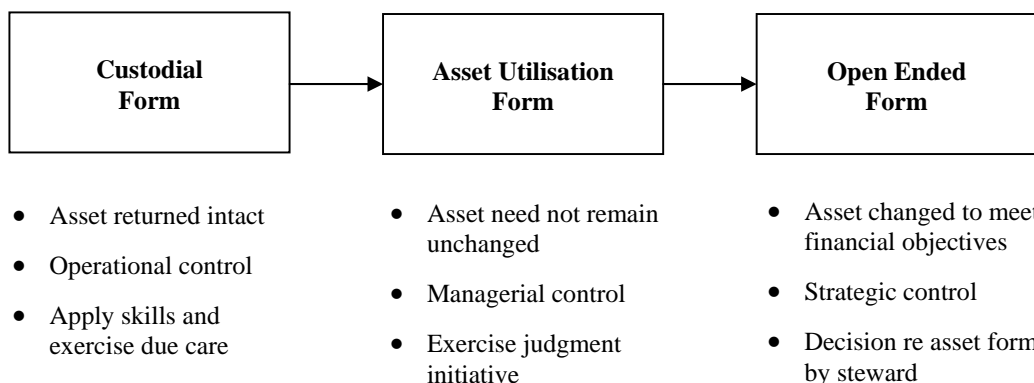 Custodial
Form
Asset Utilisation
Form
Open Ended
Form
• Asset returned intact
• Operational control
• Apply skills and
exercise due care
• Asset need not remain
unchanged
• Managerial control
• Exercise judgment
initiative
• Asset changed to meet
financial objectives
• Strategic control
• Decision re asset form
by steward